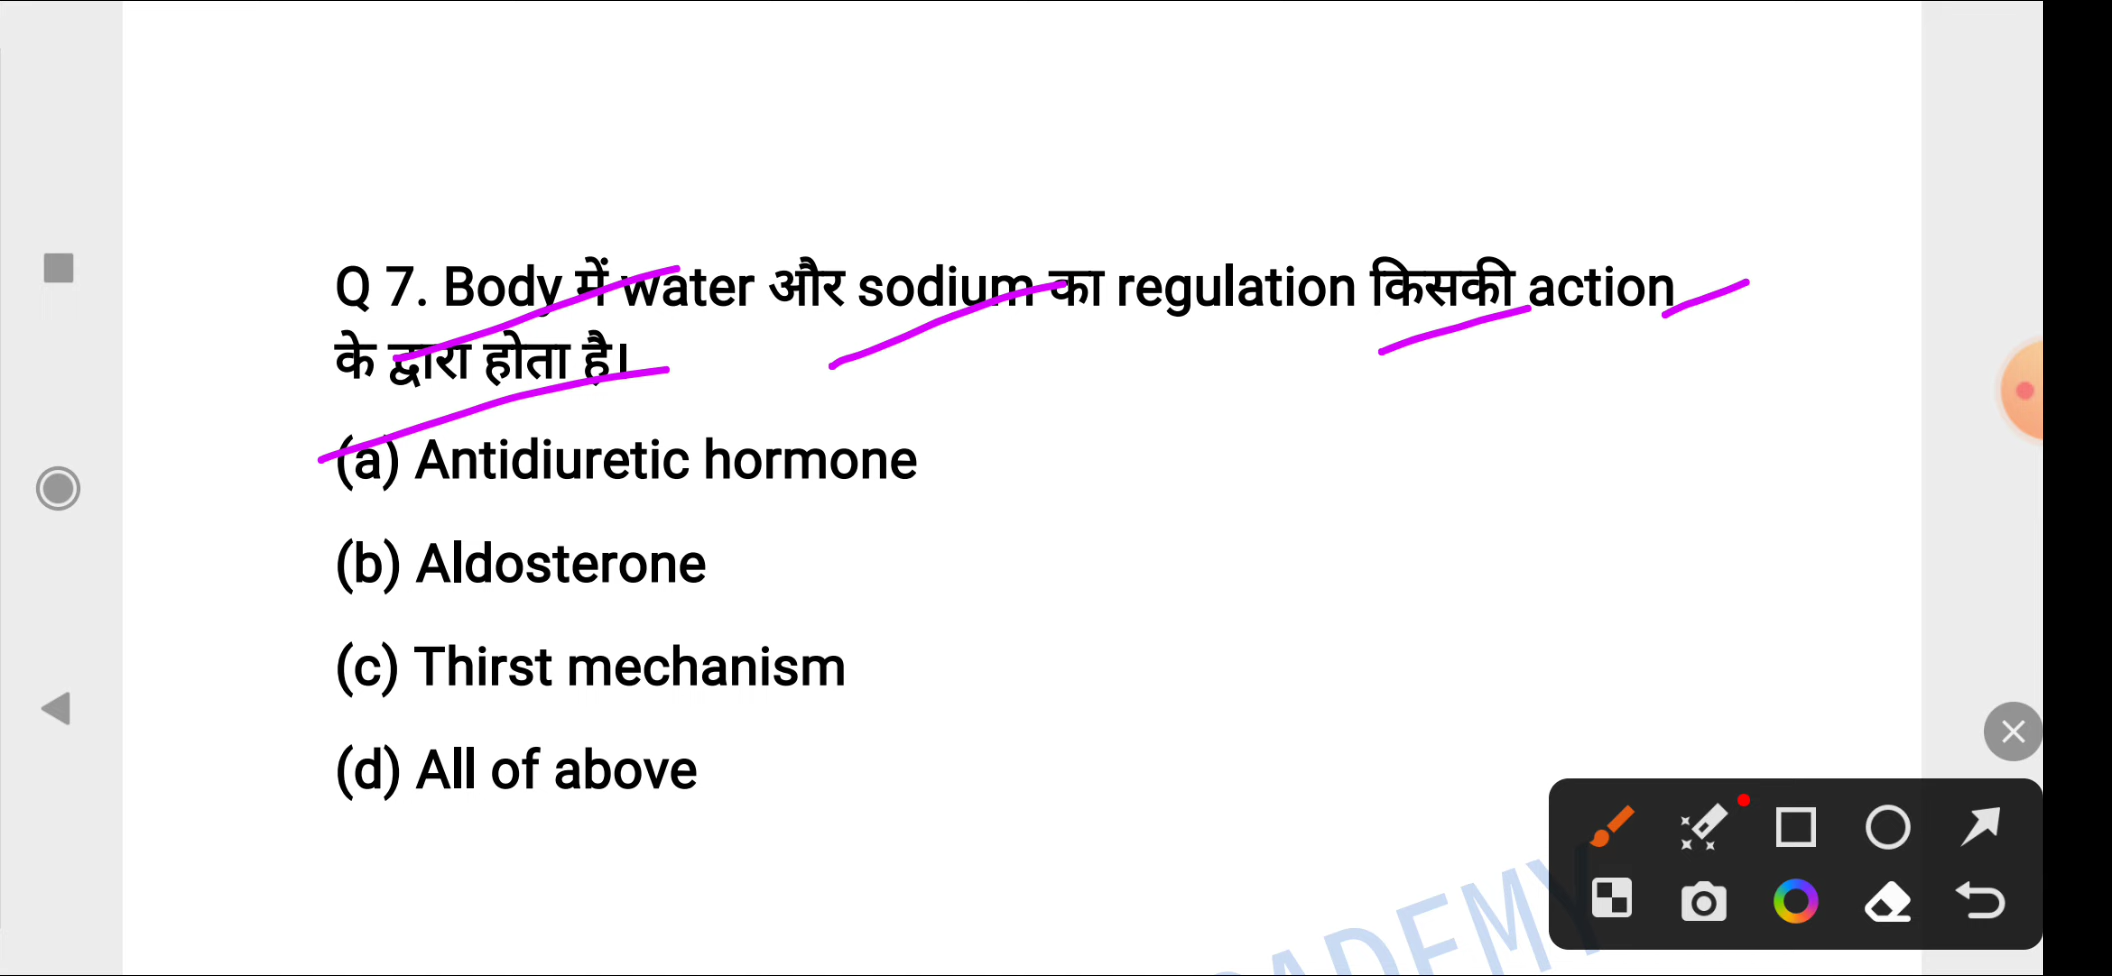 Q 7. Body में water और sodium का regulation किसकी action
के द्वारा होता है।
(a) Antidiuretic hormone
(b) Aldosterone
(c) Thirst mechanism
(d) All of above